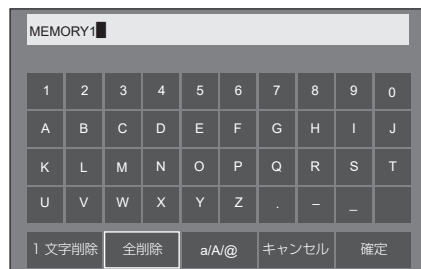 MEMORY1
1 2 3 4 5 6 7 8 9 0
A B C D E F G H I J
K L M N O P Q R S T
U V W X Y Z . – _
1 文字削除 全削除 a/A/@ キャンセル 確定